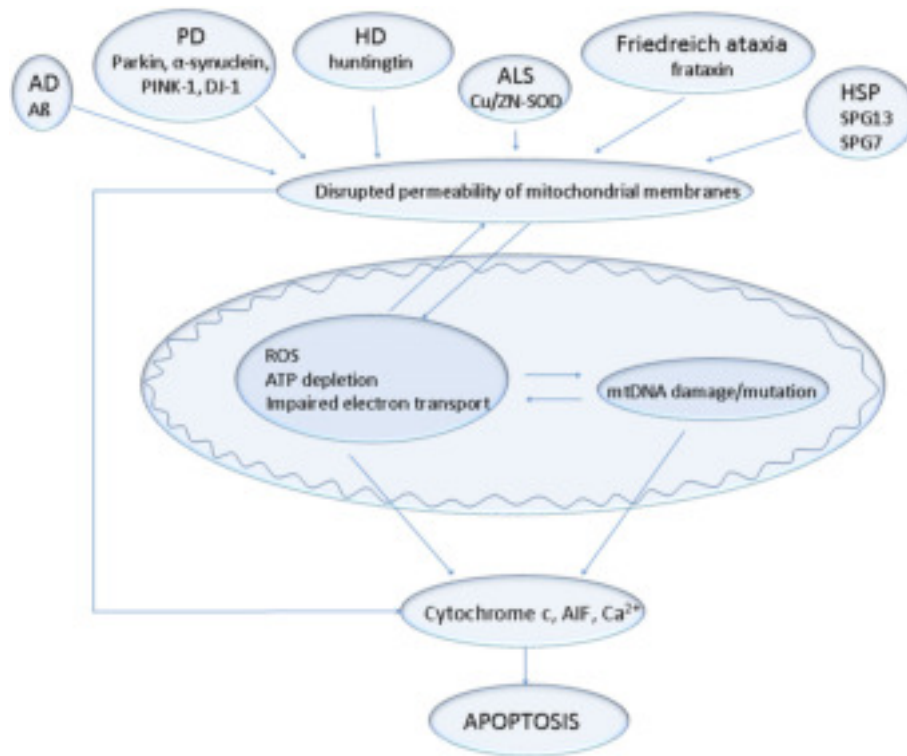 AD
Aß
PD
Parkin, α-synuclein,
PINK-1, DJ-1
HD
huntingtin
ALS
Cu/ZN-SOD
Friedreich ataxia
frataxin
HSP
SPG13
SPG7
Disrupted permeability of mitochondrial membranes
ROS
ATP depletion
Impaired electron transport
mtDNA damage/mutation
Cytochrome c, AIF, Ca²⁺
APOPTOSIS